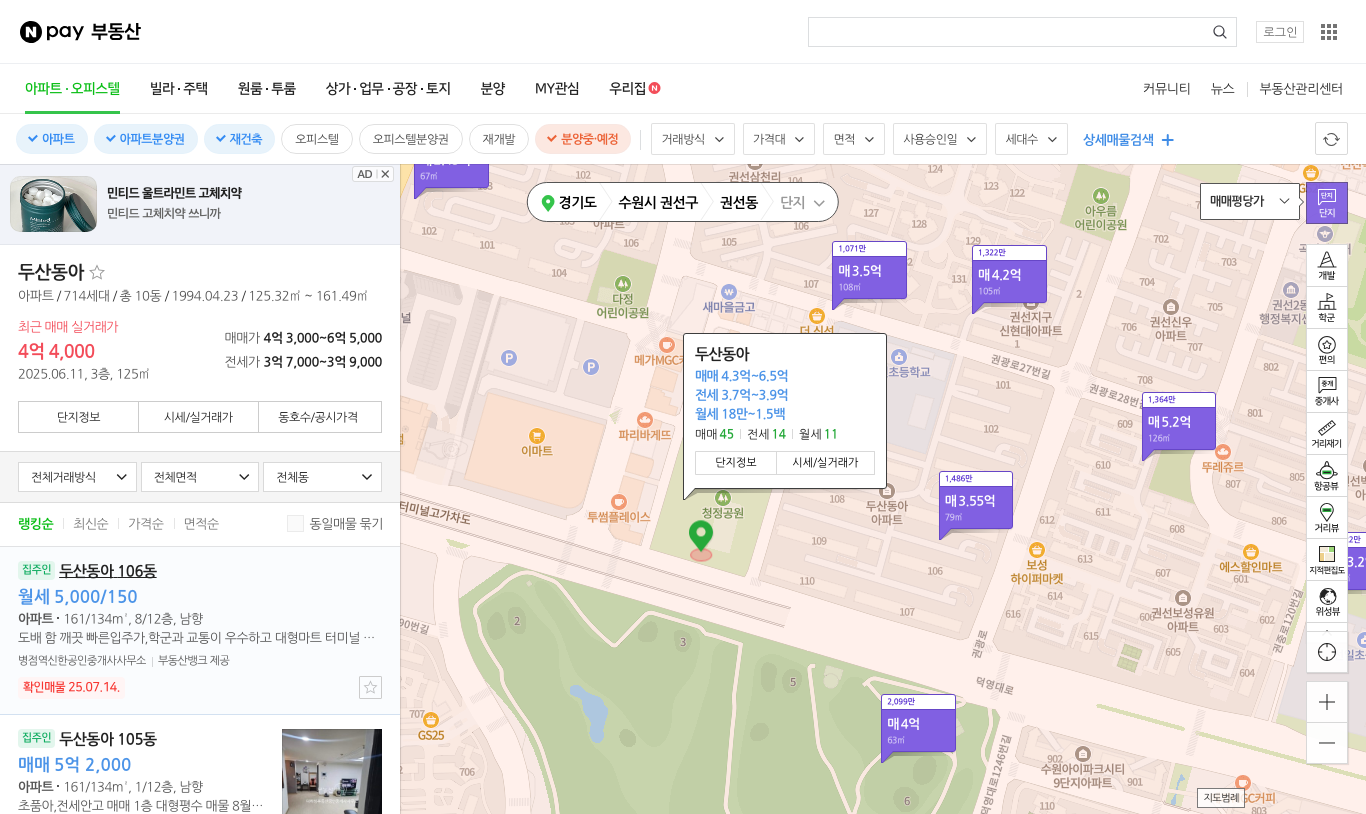 N pay 부동산
로그인
아파트·오피스텔
빌라·주택
원룸·투룸
상가·업무·공장·토지
분양
MY관심
우리집 N
커뮤니티
뉴스
부동산관리센터
아파트
아파트분양권
재건축
오피스텔
오피스텔분양권
재개발
분양중·예정
거래방식
가격대
면적
사용승인일
세대수
상세매물검색
AD
민티드 울트라민트 고체치약
민티드 고체치약 쓰니까
두산동아
아파트 / 714세대 / 총 10동 / 1994.04.23 / 125.32㎡ ~ 161.49㎡
최근 매매 실거래가
4억 4,000
2025.06.11, 3층, 125㎡
매매가 4억 3,000~6억 5,000
전세가 3억 7,000~3억 9,000
단지정보
시세/실거래가
동호수/공시가격
전체거래방식
전체면적
전체동
랭킹순
최신순
가격순
면적순
동일매물 묶기
집주인 두산동아 106동
월세 5,000/150
아파트 · 161/134m², 8/12층, 남향
도배 함 깨끗 빠른입주가,학군과 교통이 우수하고 대형마트 터미널 …
병점역신한공인중개사사무소
부동산뱅크 제공
확인매물 25.07.14.
집주인 두산동아 105동
매매 5억 2,000
아파트 · 161/134m², 1/12층, 남향
초품아,전세안고 매매 1층 대형평수 매물 8월…
경기도
수원시 권선구
권선동
단지
매매평당가
단지
단지
개발
학군
편의
중개
중개사
거리재기
항공뷰
거리뷰
지적편집도
위성뷰
지도범례
67㎡
1,071만
매3.5억
108㎡
1,322만
매4.2억
105㎡
1,364만
매5.2억
126㎡
1,486만
매3.55억
79㎡
2,099만
매4억
63㎡
두산동아
매매 4.3억~6.5억
전세 3.7억~3.9억
월세 18만~1.5백
매매 45
전세 14
월세 11
단지정보
시세/실거래가
권선삼천리
아파트
아우름
어린이공원
다정
어린이공원
새마을금고
더 신선
메가MGC커
파리바게뜨
이마트
투썸플레이스
청정공원
두산동아
아파트
초등학교
권선지구
신현대아파트
1
권선신우
아파트
권선2동
행정복지센
권광로27번길
권광로28번길
뚜레쥬르
보성
하이퍼마켓
에스할인마트
권선보성유원
아파트
권광로
덕영대로
권중로120번길
덕영대로1246번길
수원아이파크시티
9단지아파트
GC커피
GS25
터미널고가차도
90번길
P
P
102
101
104
106
105
107
124
123
122
112
128
129
131
102
101
103
108
802
801
803
611
612
608
607
109
110
106
107
616
614
615
600
605
604
707
706
902
901
803
2
3
5
6